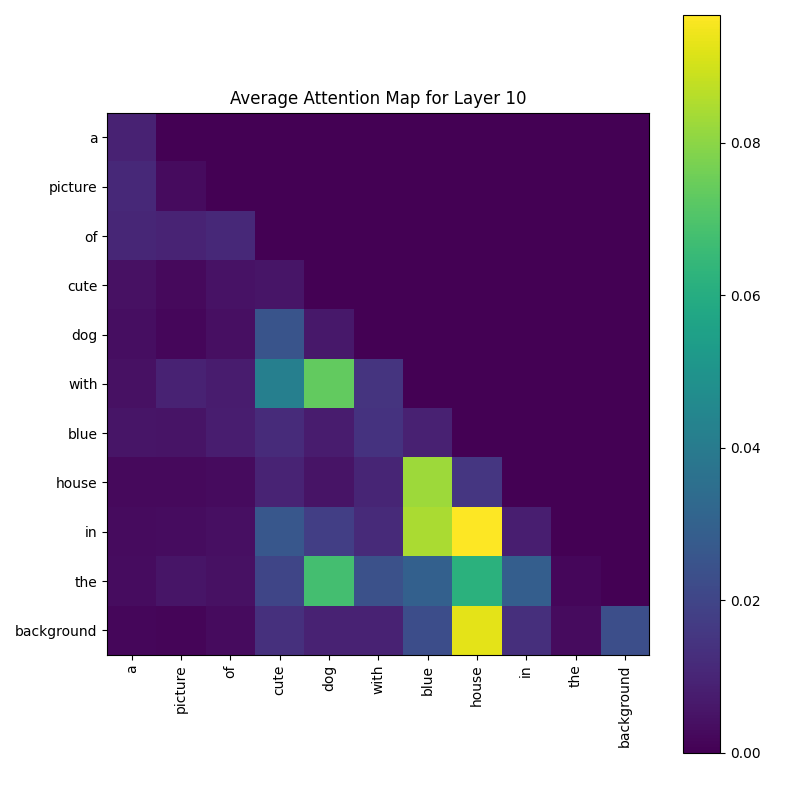 Average Attention Map for Layer 10
a
picture
of
cute
dog
with
blue
house
in
the
background
a
picture
of
cute
dog
with
blue
house
in
the
background
0.08
0.06
0.04
0.02
0.00